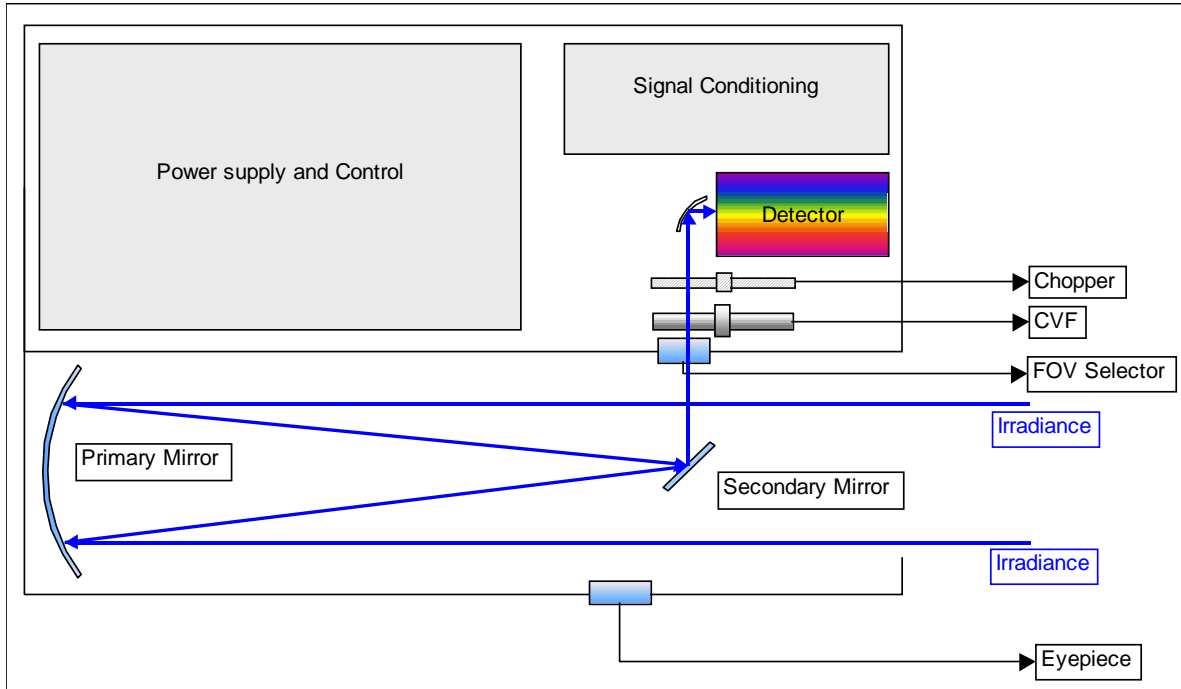 Signal Conditioning
Power supply and Control
Detector
Chopper
CVF
FOV Selector
Irradiance
Primary Mirror
Secondary Mirror
Irradiance
Eyepiece